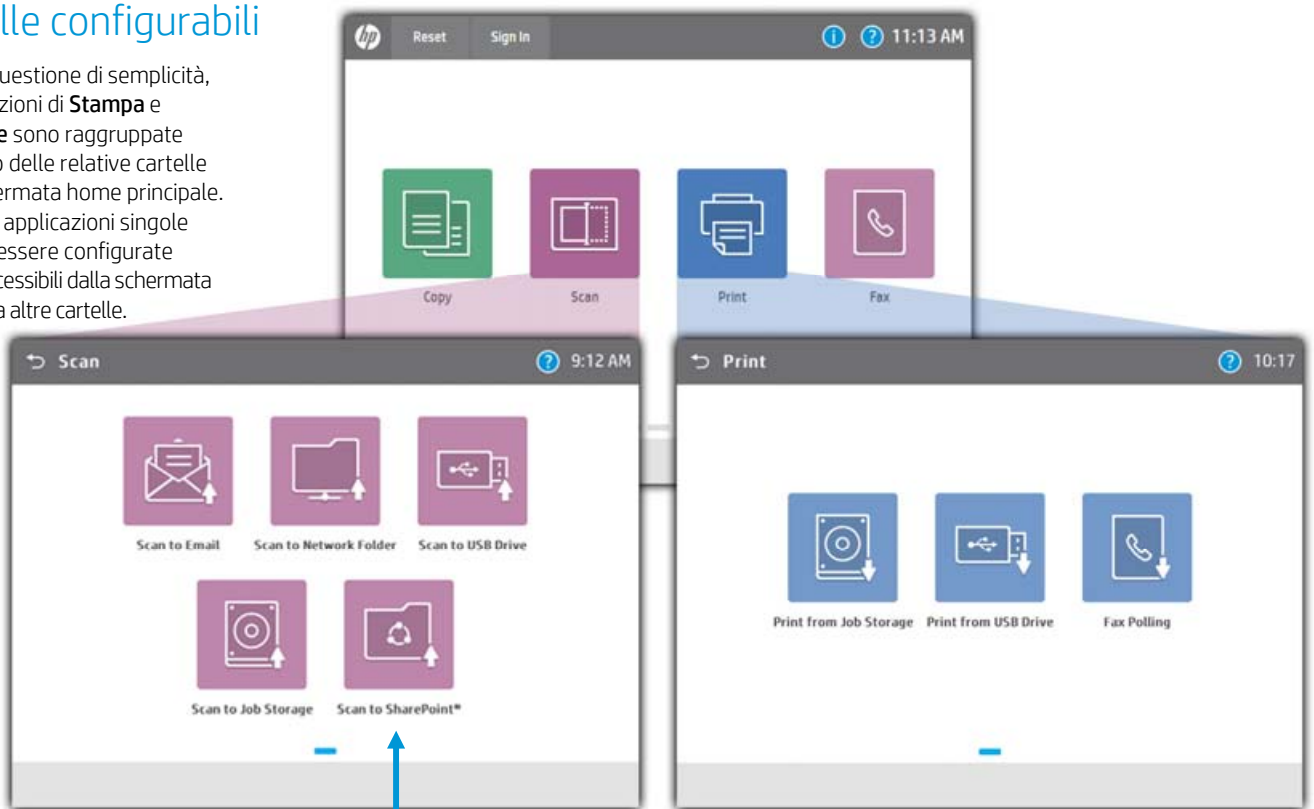 lle configurabili
uestione di semplicità,
zioni di Stampa e
e sono raggruppate
o delle relative cartelle
ermata home principale.
applicazioni singole
essere configurate
cessibili dalla schermata
a altre cartelle.
hp Reset Sign In i ? 11:13 AM
Copy Scan Print Fax
Scan ? 9:12 AM
Scan to Email Scan to Network Folder Scan to USB Drive
Scan to Job Storage Scan to SharePoint*
Print ? 10:17
Print from Job Storage Print from USB Drive Fax Polling